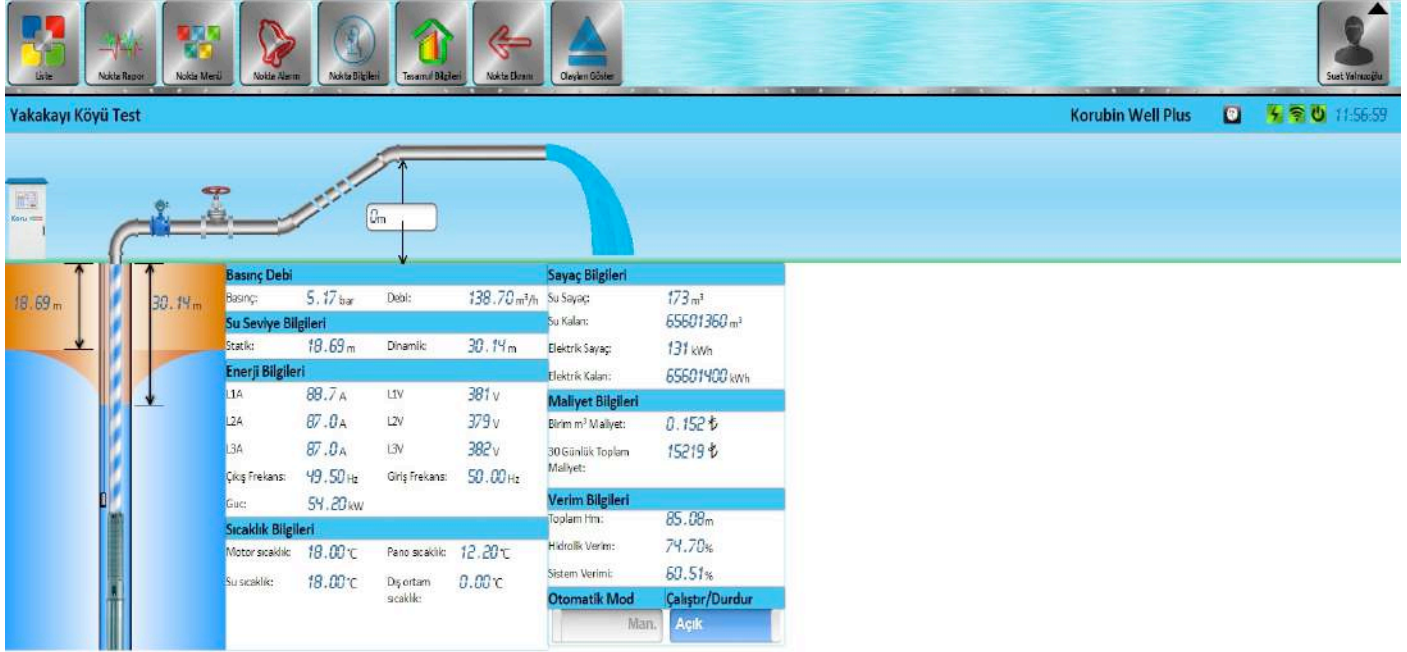 Liste
Nokta Rapor
Nokta Menü
Nokta Alarm
Nokta Bilgileri
Tasarruf Bilgileri
Nokta Ekranı
Olayları Göster
Suat Yalnızoğlu
Yakakayı Köyü Test
Korubin Well Plus
11:56:59
Koru
0m
18.69 m
30.14 m
Basınç Debi
Basınç: 5.17 bar Debi: 138.70 m³/h
Su Seviye Bilgileri
Statik: 18.69 m Dinamik: 30.14 m
Enerji Bilgileri
L1A 88.7 A L1V 381 V
L2A 87.0 A L2V 379 V
L3A 87.0 A L3V 382 V
Çıkış Frekans: 49.50 Hz Giriş Frekans: 50.00 Hz
Guc: 54.20 kW
Sıcaklık Bilgileri
Motor sıcaklık: 18.00 °C Pano sıcaklık: 12.20 °C
Su sıcaklık: 18.00 °C Dış ortam sıcaklık: 0.00 °C
Sayaç Bilgileri
Su Sayaç: 173 m³
Su Kalan: 65601360 m³
Elektrik Sayaç: 131 kWh
Elektrik Kalan: 65601400 kWh
Maliyet Bilgileri
Birim m³ Maliyet: 0.152 ₺
30 Günlük Toplam Maliyet: 15219 ₺
Verim Bilgileri
Toplam Hm: 85.08 m
Hidrolik Verim: 74.70 %
Sistem Verimi: 60.51 %
Otomatik Mod Çalıştır/Durdur
Man. Açık